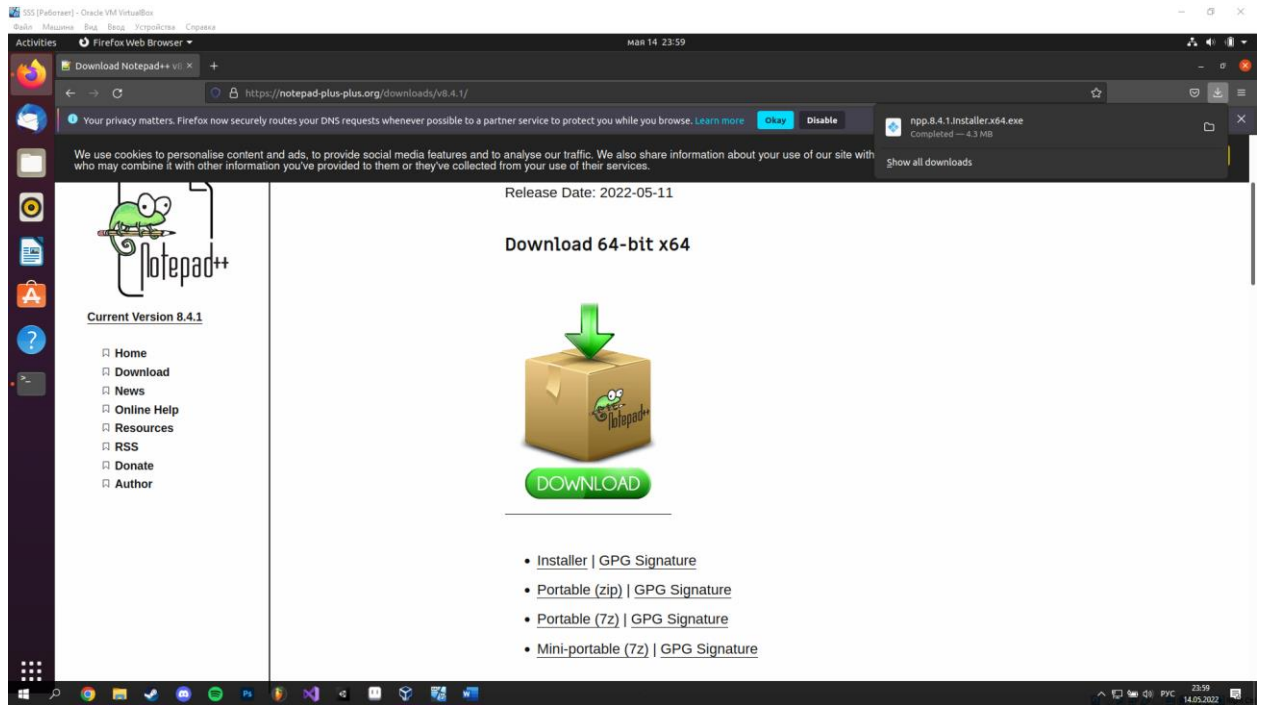 SSS [Работает] - Oracle VM VirtualBox
Файл Машина Вид Ввод Устройства Справка
Activities Firefox Web Browser мая 14 23:59
Download Notepad++ v8
https://notepad-plus-plus.org/downloads/v8.4.1/
Your privacy matters. Firefox now securely routes your DNS requests whenever possible to a partner service to protect you while you browse. Learn more Okay Disable
npp.8.4.1.Installer.x64.exe
Completed — 4.3 MB
Show all downloads
We use cookies to personalise content and ads, to provide social media features and to analyse our traffic. We also share information about your use of our site with
who may combine it with other information you've provided to them or they've collected from your use of their services.
Notepad++
Current Version 8.4.1
Home
Download
News
Online Help
Resources
RSS
Donate
Author
Release Date: 2022-05-11
Download 64-bit x64
Notepad++
DOWNLOAD
Installer | GPG Signature
Portable (zip) | GPG Signature
Portable (7z) | GPG Signature
Mini-portable (7z) | GPG Signature
РУС
23:59
14.05.2022